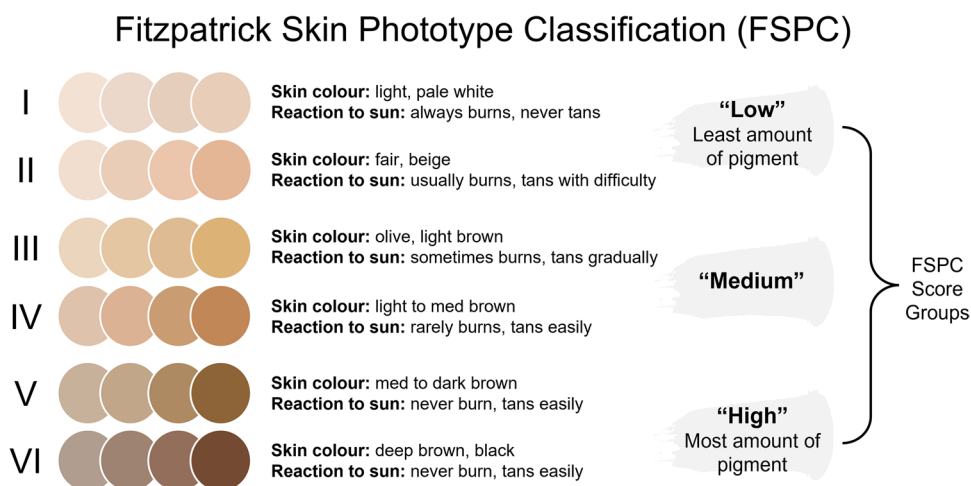 Fitzpatrick Skin Phototype Classification (FSPC)
I
Skin colour: light, pale white
Reaction to sun: always burns, never tans
II
Skin colour: fair, beige
Reaction to sun: usually burns, tans with difficulty
“Low”
Least amount
of pigment
III
Skin colour: olive, light brown
Reaction to sun: sometimes burns, tans gradually
IV
Skin colour: light to med brown
Reaction to sun: rarely burns, tans easily
“Medium”
V
Skin colour: med to dark brown
Reaction to sun: never burn, tans easily
VI
Skin colour: deep brown, black
Reaction to sun: never burn, tans easily
“High”
Most amount of
pigment
FSPC
Score
Groups